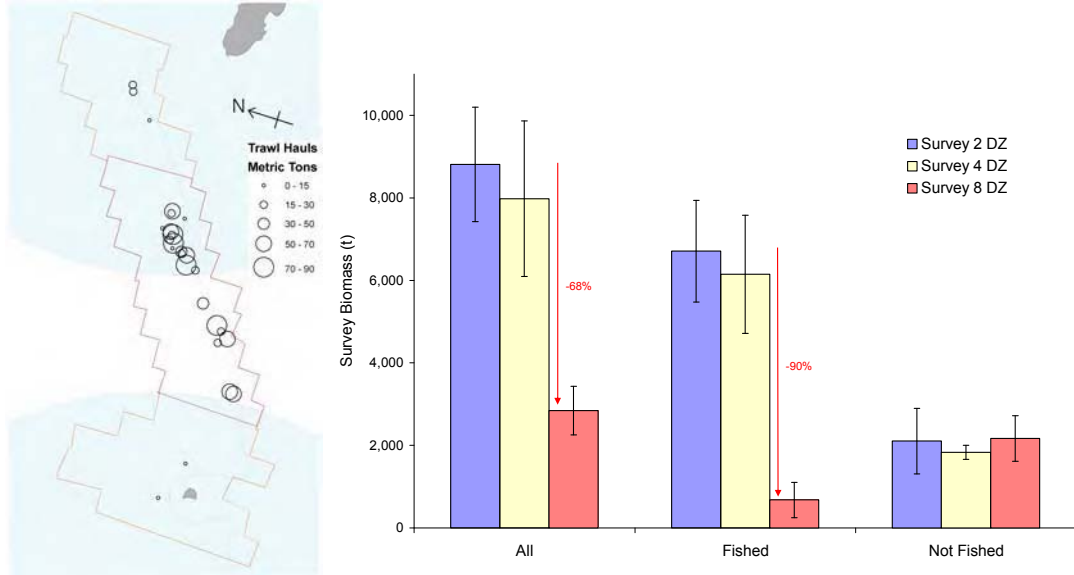 N
Trawl Hauls
Metric Tons
0 - 15
15 - 30
30 - 50
50 - 70
70 - 90
Survey Biomass (t)
10,000
8,000
6,000
4,000
2,000
0
-68%
-90%
Survey 2 DZ
Survey 4 DZ
Survey 8 DZ
All
Fished
Not Fished